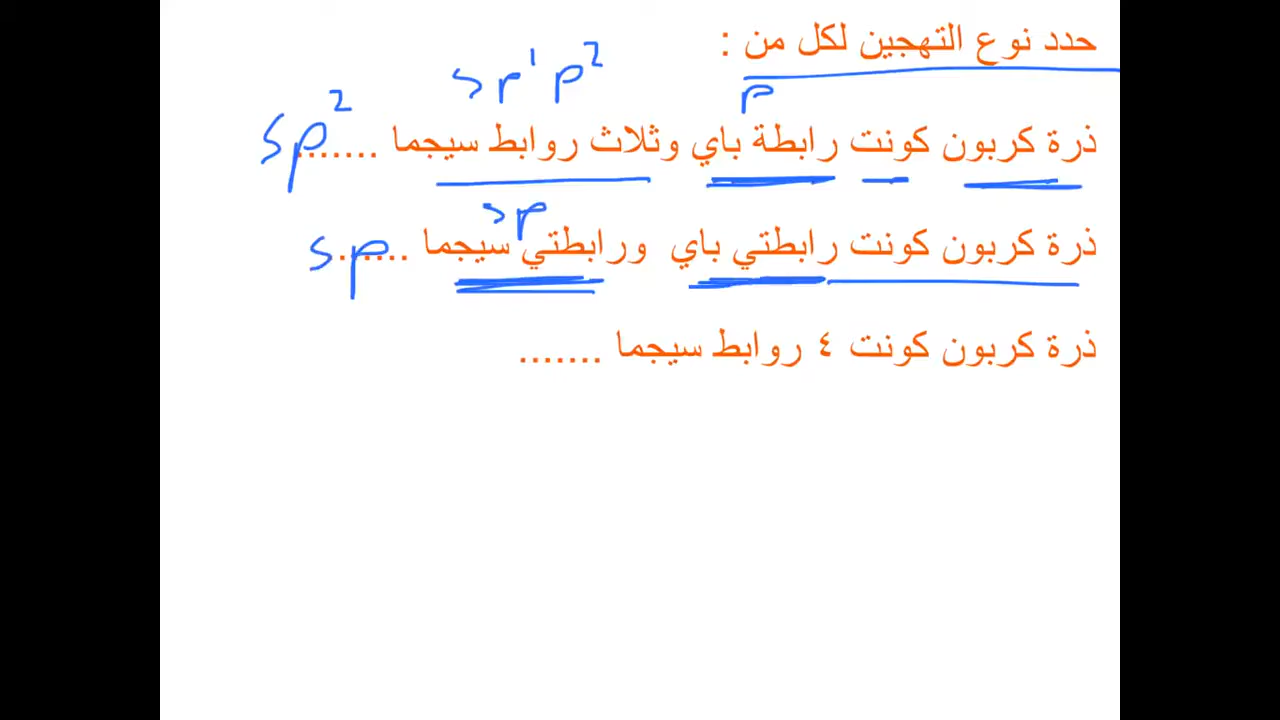 حدد نوع التهجين لكل من :
s p¹ p² p
ذرة كربون كونت رابطة باي وثلاث روابط سيجما ....... sp²
sp
ذرة كربون كونت رابطتي باي ورابطتي سيجما ....... sp
ذرة كربون كونت ٤ روابط سيجما .......